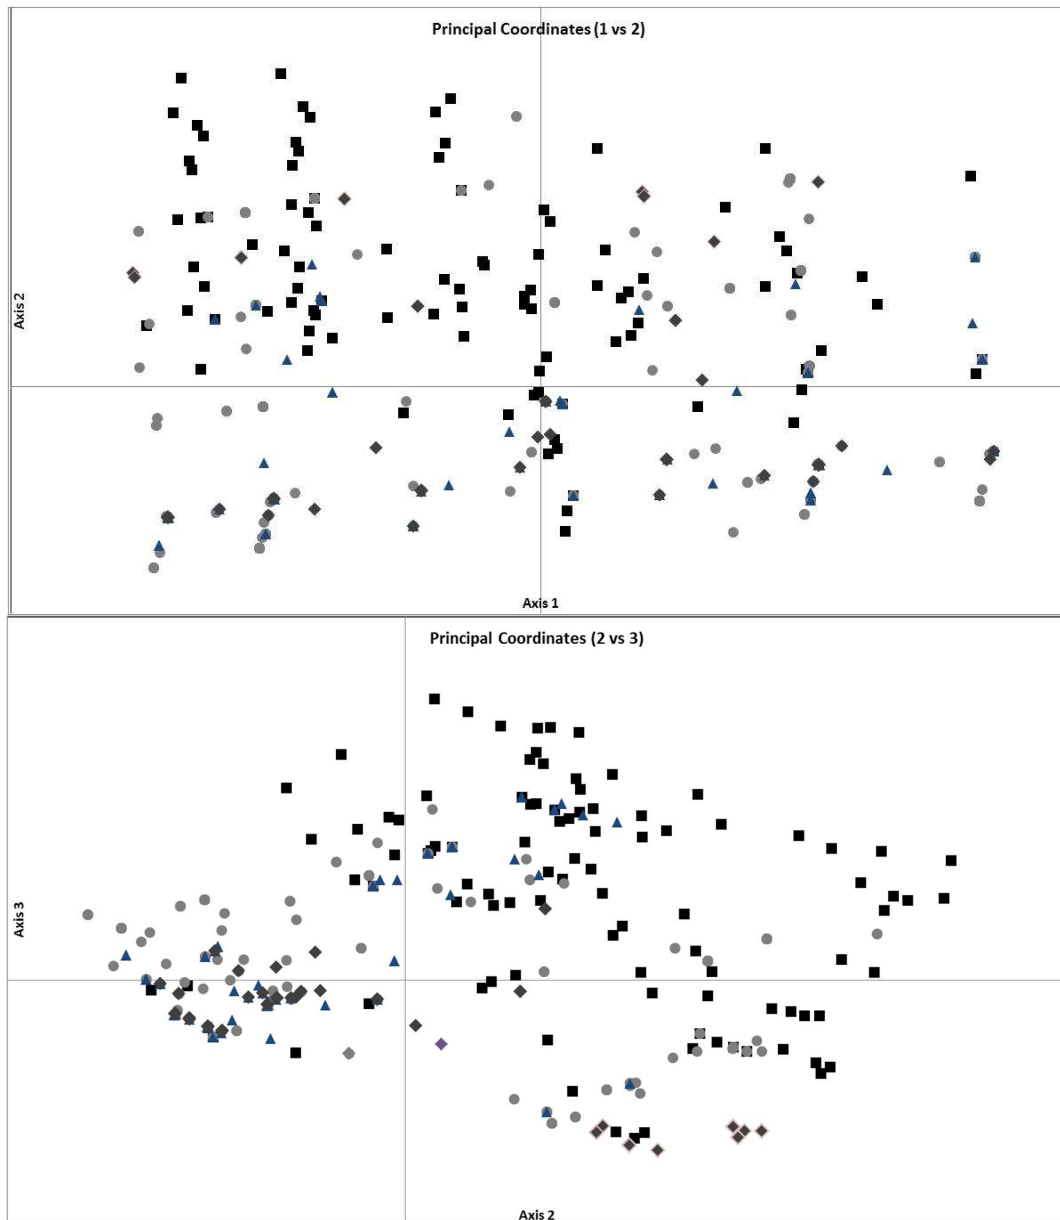 Principal Coordinates (1 vs 2)
Axis 2
Axis 1
Principal Coordinates (2 vs 3)
Axis 3
Axis 2